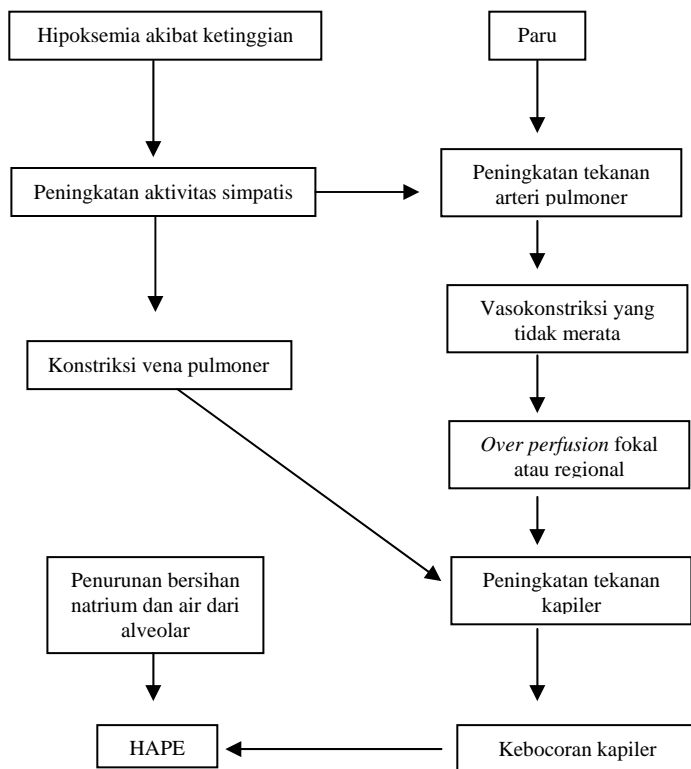 Hipoksemia akibat ketinggian
Paru
Peningkatan aktivitas simpatis
Peningkatan tekanan
arteri pulmoner
Vasokonstriksi yang
tidak merata
Konstriksi vena pulmoner
Over perfusion fokal
atau regional
Penurunan bersihan
natrium dan air dari
alveolar
Peningkatan tekanan
kapiler
HAPE
Kebocoran kapiler